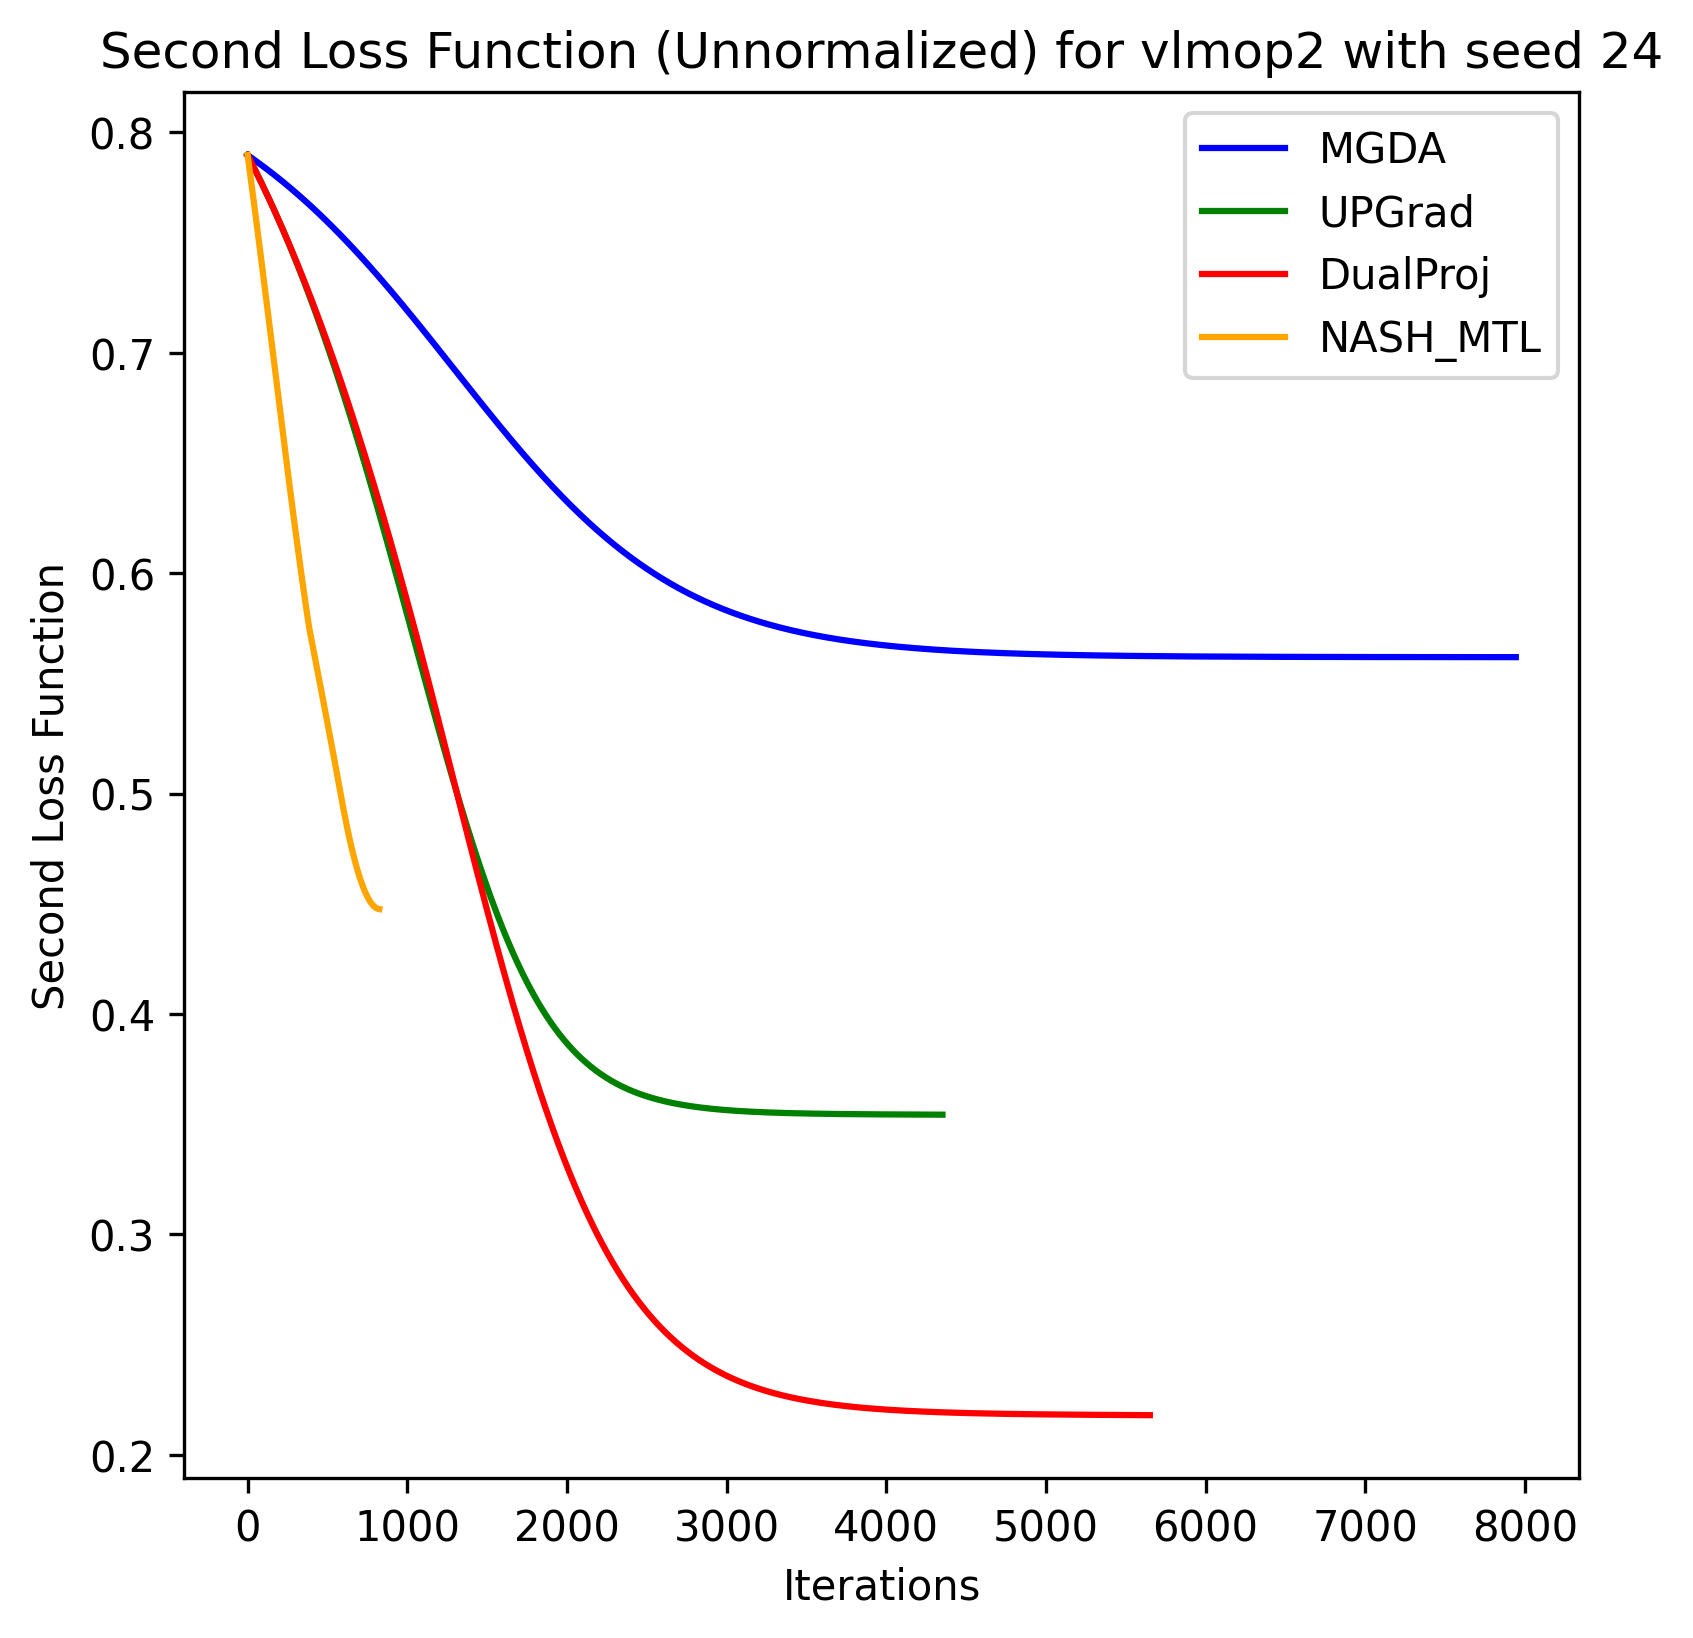 Second Loss Function (Unnormalized) for vlmop2 with seed 24
MGDA
UPGrad
DualProj
NASH_MTL
Second Loss Function
0.8
0.7
0.6
0.5
0.4
0.3
0.2
0 1000 2000 3000 4000 5000 6000 7000 8000
Iterations